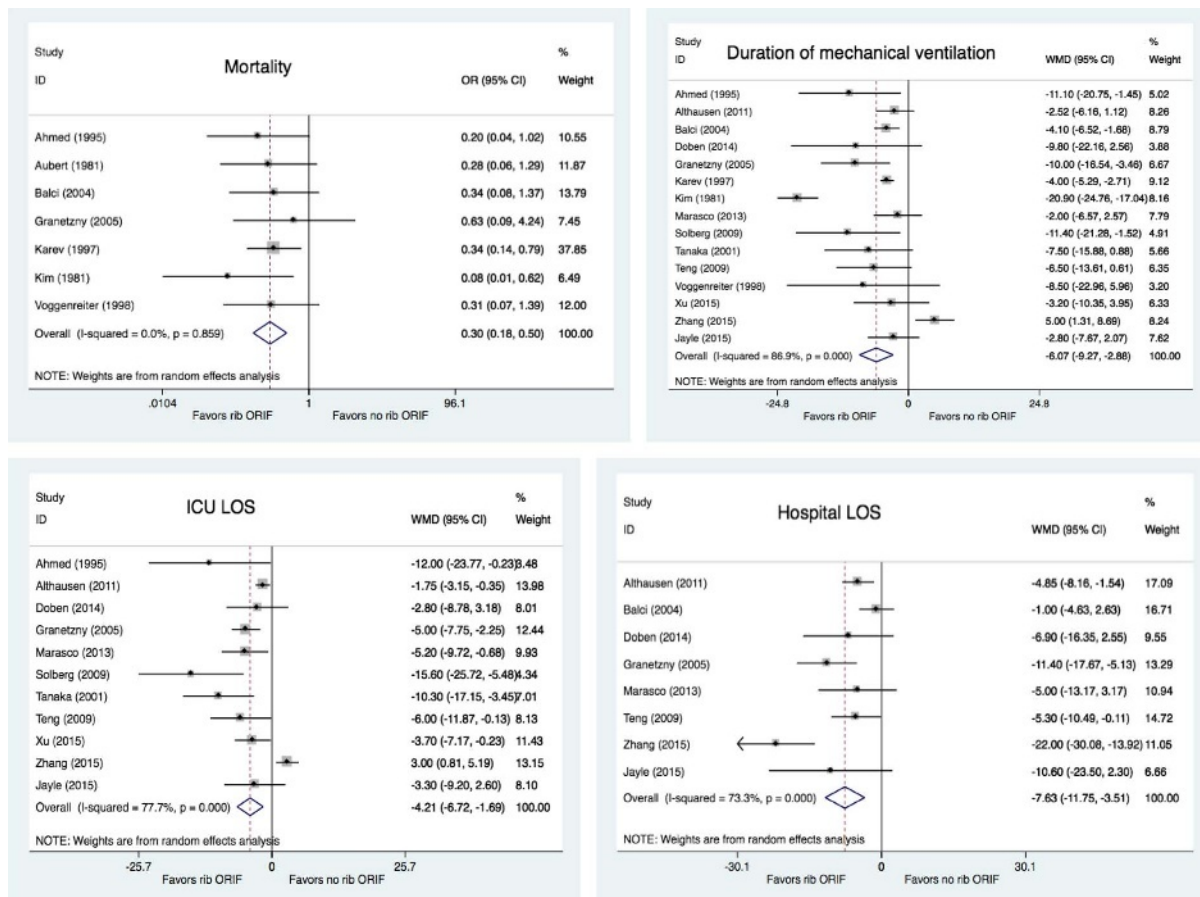 Study %
Mortality
ID OR (95% CI) Weight
Ahmed (1995) 0.20 (0.04, 1.02) 10.55
Aubert (1981) 0.28 (0.06, 1.29) 11.87
Balci (2004) 0.34 (0.08, 1.37) 13.79
Granetzny (2005) 0.63 (0.09, 4.24) 7.45
Karev (1997) 0.34 (0.14, 0.79) 37.85
Kim (1981) 0.08 (0.01, 0.62) 6.49
Voggenreiter (1998) 0.31 (0.07, 1.39) 12.00
Overall (I-squared = 0.0%, p = 0.859) 0.30 (0.18, 0.50) 100.00
NOTE: Weights are from random effects analysis
.0104 1 96.1
Favors rib ORIF Favors no rib ORIF
Study %
Duration of mechanical ventilation
ID WMD (95% CI) Weight
Ahmed (1995) -11.10 (-20.75, -1.45) 5.02
Althausen (2011) -2.52 (-6.16, 1.12) 8.26
Balci (2004) -4.10 (-6.52, -1.68) 8.79
Doben (2014) -9.80 (-22.16, 2.56) 3.88
Granetzny (2005) -10.00 (-16.54, -3.46) 6.67
Karev (1997) -4.00 (-5.29, -2.71) 9.12
Kim (1981) -20.90 (-24.76, -17.04) 8.16
Marasco (2013) -2.00 (-6.57, 2.57) 7.79
Solberg (2009) -11.40 (-21.28, -1.52) 4.91
Tanaka (2001) -7.50 (-15.88, 0.88) 5.66
Teng (2009) -6.50 (-13.61, 0.61) 6.35
Voggenreiter (1998) -8.50 (-22.96, 5.96) 3.20
Xu (2015) -3.20 (-10.35, 3.95) 6.33
Zhang (2015) 5.00 (1.31, 8.69) 8.24
Jayle (2015) -2.80 (-7.67, 2.07) 7.62
Overall (I-squared = 86.9%, p = 0.000) -6.07 (-9.27, -2.88) 100.00
NOTE: Weights are from random effects analysis
-24.8 0 24.8
Favors rib ORIF Favors no rib ORIF
Study %
ICU LOS
ID WMD (95% CI) Weight
Ahmed (1995) -12.00 (-23.77, -0.23) 3.48
Althausen (2011) -1.75 (-3.15, -0.35) 13.98
Doben (2014) -2.80 (-8.78, 3.18) 8.01
Granetzny (2005) -5.00 (-7.75, -2.25) 12.44
Marasco (2013) -5.20 (-9.72, -0.68) 9.93
Solberg (2009) -15.60 (-25.72, -5.48) 4.34
Tanaka (2001) -10.30 (-17.15, -3.45) 7.01
Teng (2009) -6.00 (-11.87, -0.13) 8.13
Xu (2015) -3.70 (-7.17, -0.23) 11.43
Zhang (2015) 3.00 (0.81, 5.19) 13.15
Jayle (2015) -3.30 (-9.20, 2.60) 8.10
Overall (I-squared = 77.7%, p = 0.000) -4.21 (-6.72, -1.69) 100.00
NOTE: Weights are from random effects analysis
-25.7 0 25.7
Favors rib ORIF Favors no rib ORIF
Study %
Hospital LOS
ID WMD (95% CI) Weight
Althausen (2011) -4.85 (-8.16, -1.54) 17.09
Balci (2004) -1.00 (-4.63, 2.63) 16.71
Doben (2014) -6.90 (-16.35, 2.55) 9.55
Granetzny (2005) -11.40 (-17.67, -5.13) 13.29
Marasco (2013) -5.00 (-13.17, 3.17) 10.94
Teng (2009) -5.30 (-10.49, -0.11) 14.72
Zhang (2015) -22.00 (-30.08, -13.92) 11.05
Jayle (2015) -10.60 (-23.50, 2.30) 6.66
Overall (I-squared = 73.3%, p = 0.000) -7.63 (-11.75, -3.51) 100.00
NOTE: Weights are from random effects analysis
-30.1 0 30.1
Favors rib ORIF Favors no rib ORIF